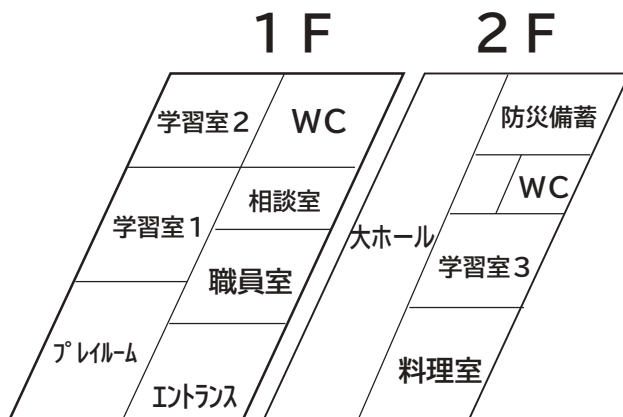 1F
2F
学習室2
WC
防災備蓄
相談室
WC
学習室1
大ホール
職員室
学習室3
プレイルーム
料理室
エントランス